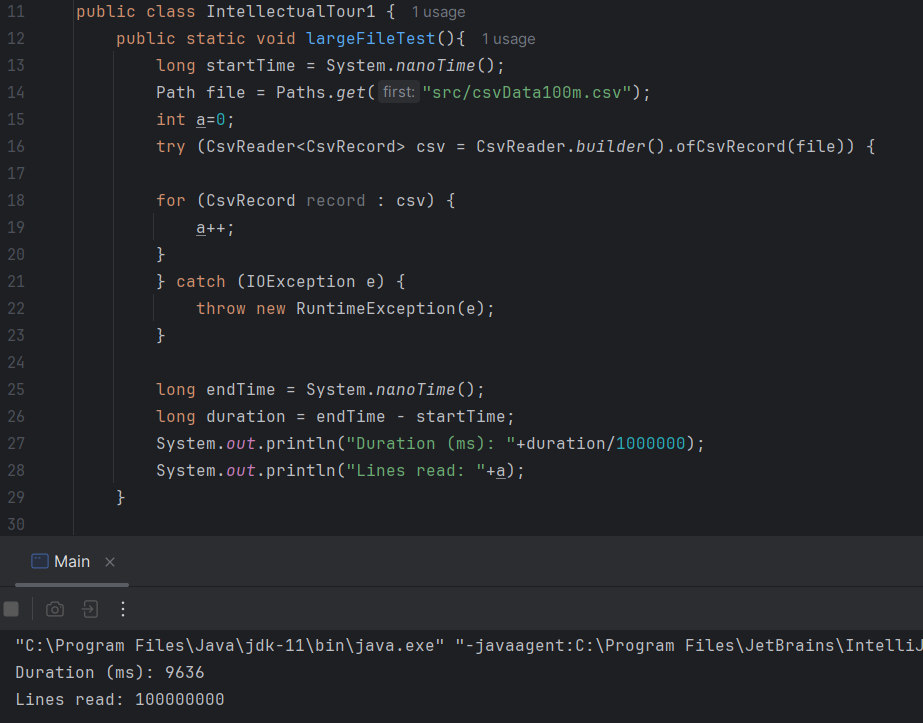 11 public class IntellectualTour1 { 1 usage
12 public static void largeFileTest(){ 1 usage
13 long startTime = System.nanoTime();
14 Path file = Paths.get( first: "src/csvData100m.csv");
15 int a=0;
16 try (CsvReader<CsvRecord> csv = CsvReader.builder().ofCsvRecord(file)) {
17
18 for (CsvRecord record : csv) {
19 a++;
20 }
21 } catch (IOException e) {
22 throw new RuntimeException(e);
23 }
24
25 long endTime = System.nanoTime();
26 long duration = endTime - startTime;
27 System.out.println("Duration (ms): "+duration/1000000);
28 System.out.println("Lines read: "+a);
29 }
30
Main
"C:\Program Files\Java\jdk-11\bin\java.exe" "-javaagent:C:\Program Files\JetBrains\IntelliJ
Duration (ms): 9636
Lines read: 100000000